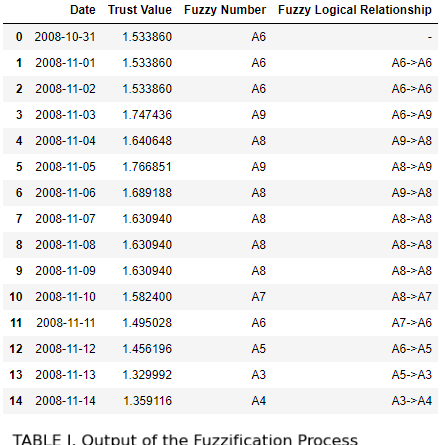 Date Trust Value Fuzzy Number Fuzzy Logical Relationship
0 2008-10-31 1.533860 A6 -
1 2008-11-01 1.533860 A6 A6->A6
2 2008-11-02 1.533860 A6 A6->A6
3 2008-11-03 1.747436 A9 A6->A9
4 2008-11-04 1.640648 A8 A9->A8
5 2008-11-05 1.766851 A9 A8->A9
6 2008-11-06 1.689188 A8 A9->A8
7 2008-11-07 1.630940 A8 A8->A8
8 2008-11-08 1.630940 A8 A8->A8
9 2008-11-09 1.630940 A8 A8->A8
10 2008-11-10 1.582400 A7 A8->A7
11 2008-11-11 1.495028 A6 A7->A6
12 2008-11-12 1.456196 A5 A6->A5
13 2008-11-13 1.329992 A3 A5->A3
14 2008-11-14 1.359116 A4 A3->A4
TABLE I. Output of the Fuzzification Process